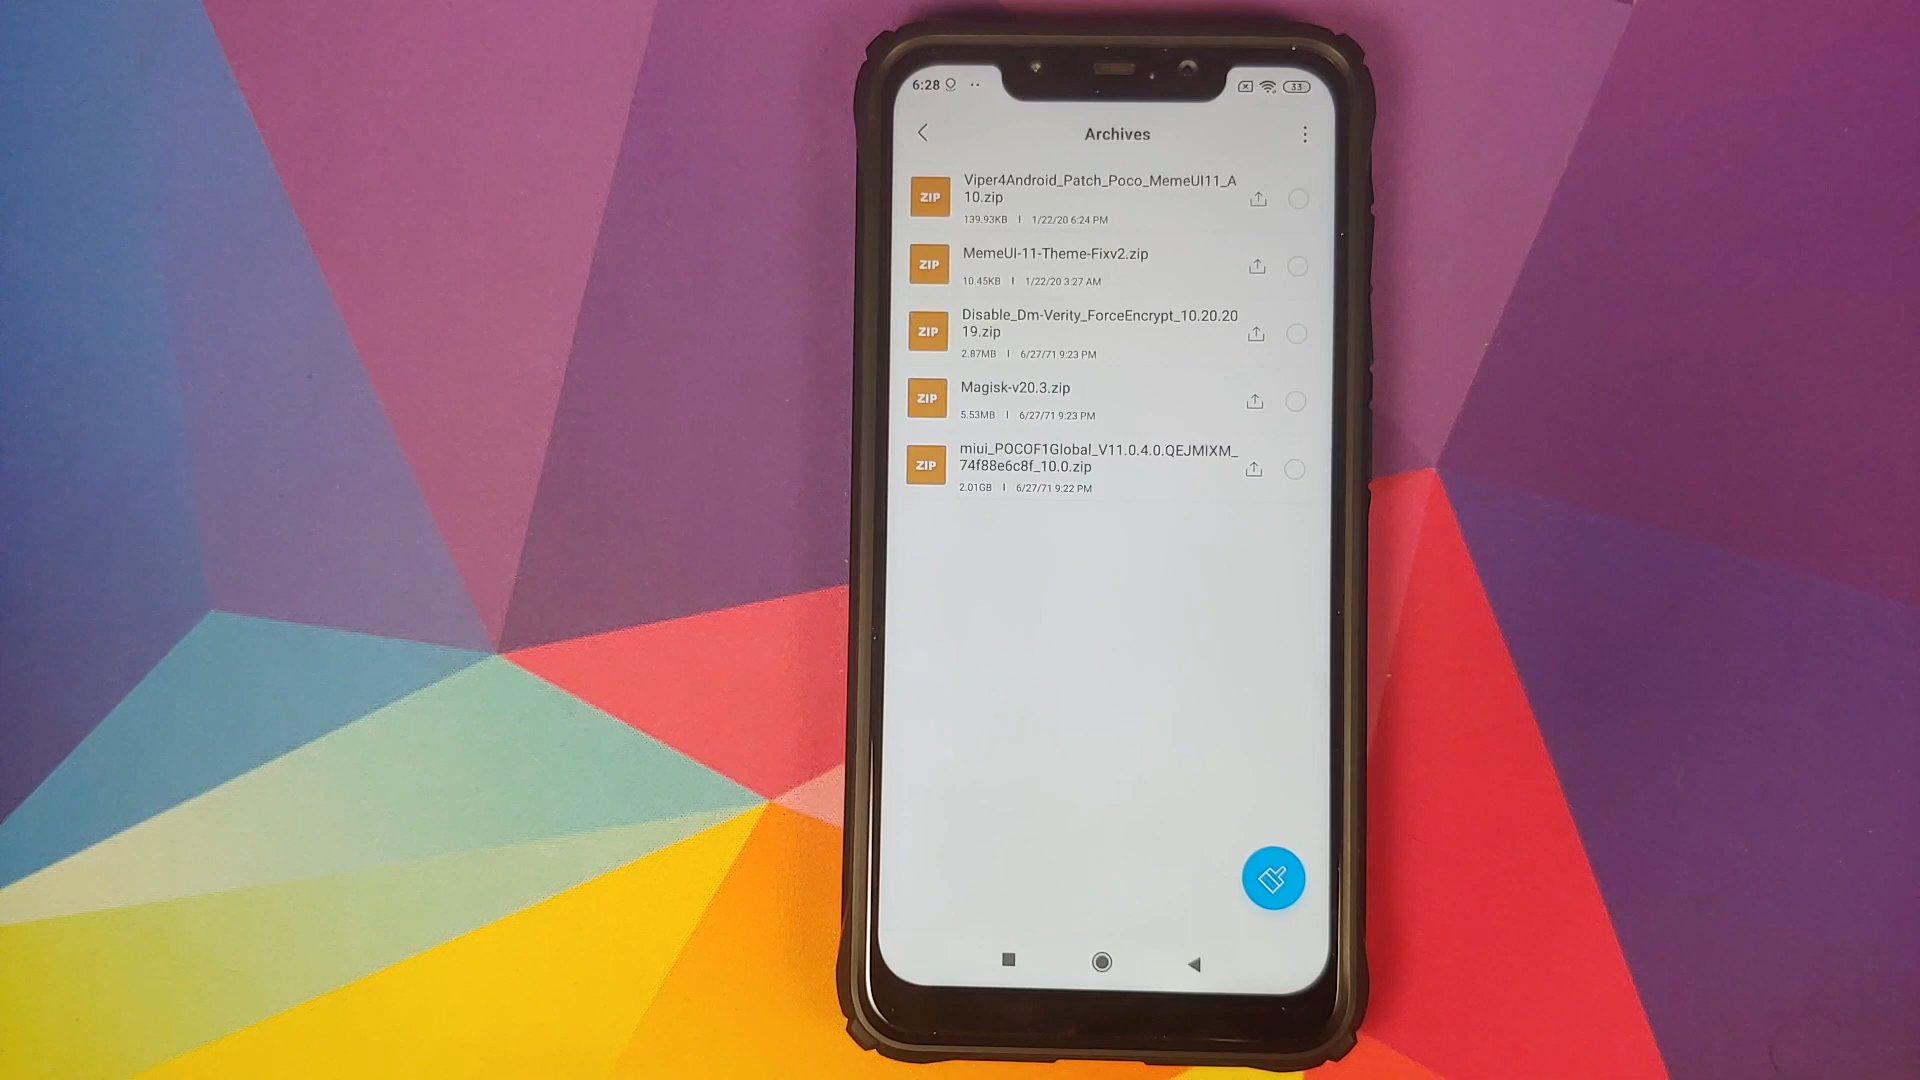 6:28
33
Archives
ZIP
Viper4Android_Patch_Poco_MemeUI11_A
10.zip
139.93KB | 1/22/20 6:24 PM
ZIP
MemeUI-11-Theme-Fixv2.zip
10.45KB | 1/22/20 3:27 AM
ZIP
Disable_Dm-Verity_ForceEncrypt_10.20.20
19.zip
2.87MB | 6/27/71 9:23 PM
ZIP
Magisk-v20.3.zip
5.53MB | 6/27/71 9:23 PM
ZIP
miui_POCOF1Global_V11.0.4.0.QEJMIXM_
74f88e6c8f_10.0.zip
2.01GB | 6/27/71 9:22 PM